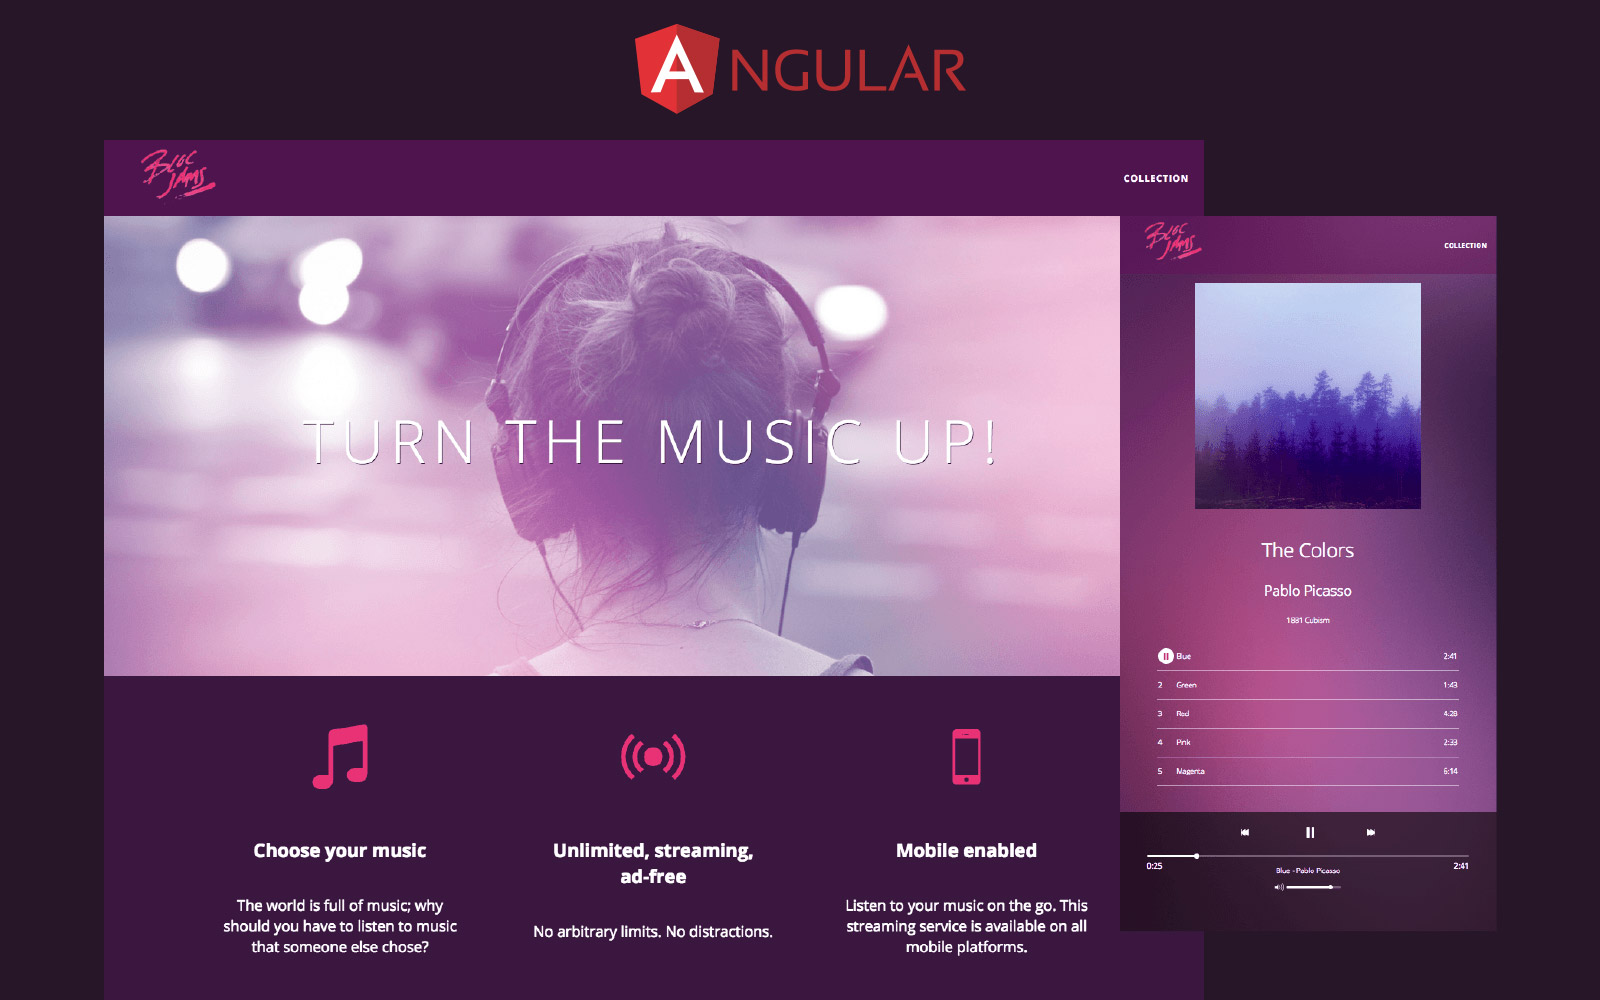 ANGULAR
BLOC
JAMS
COLLECTION
TURN THE MUSIC UP!
Choose your music
The world is full of music; why
should you have to listen to music
that someone else chose?
Unlimited, streaming,
ad-free
No arbitrary limits. No distractions.
Mobile enabled
Listen to your music on the go. This
streaming service is available on all
mobile platforms.
BLOC
JAMS
COLLECTION
The Colors
Pablo Picasso
1881 Cubism
Blue 2:41
2 Green 1:43
3 Red 4:28
4 Pink 2:33
5 Magenta 6:14
0:25 2:41
Blue - Pablo Picasso